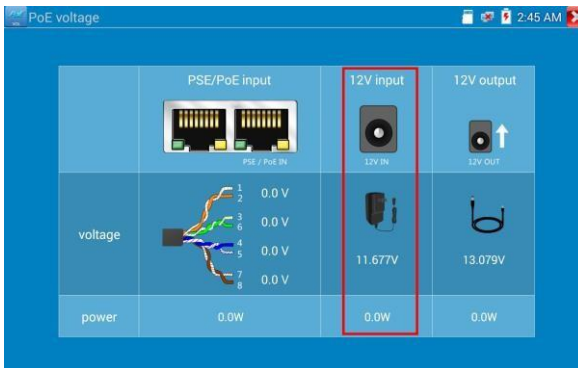 PoE voltage 2:45 AM
PSE/PoE input 12V input 12V output
PSE / PoE IN 12V IN 12V OUT
1
2 0.0 V
3
6 0.0 V
4
5 0.0 V
7
8 0.0 V
voltage 11.677V 13.079V
power 0.0W 0.0W 0.0W